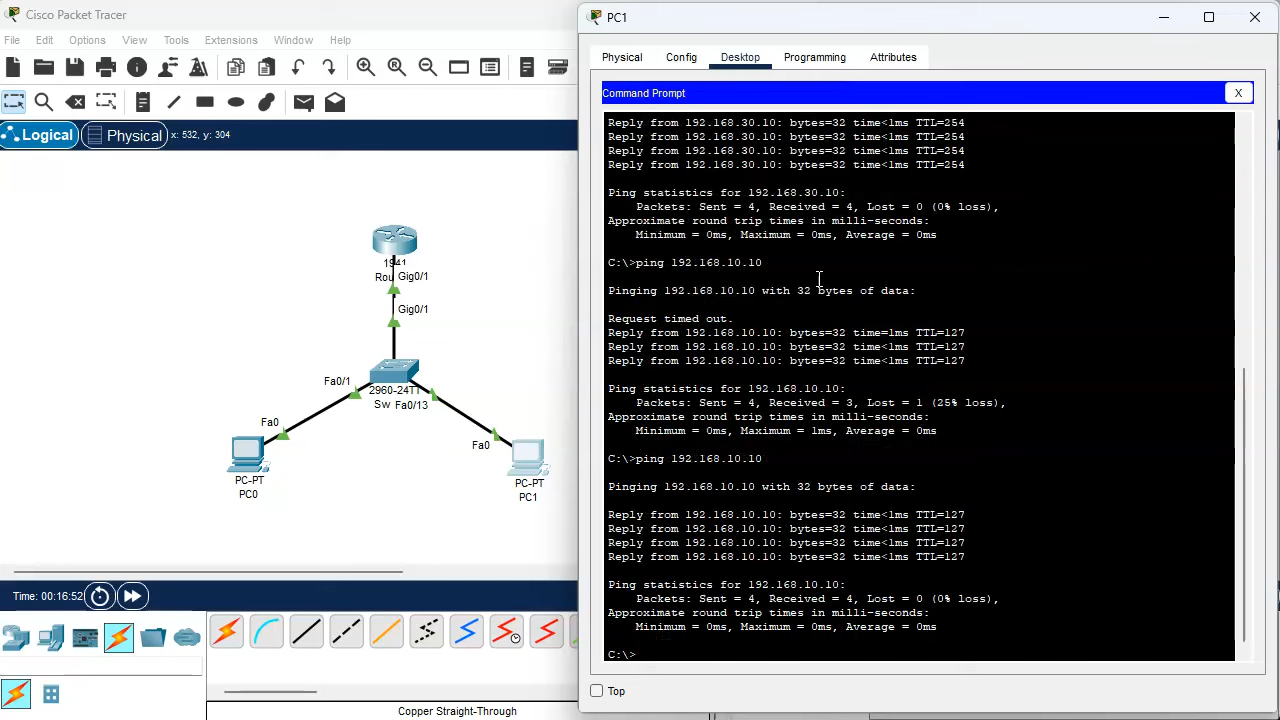 Cisco Packet Tracer
File Edit Options View Tools Extensions Window Help
Logical Physical x: 532, y: 304
1941
Rou Gig0/1
Gig0/1
Fa0/1
2960-24TT
Sw Fa0/13
Fa0
Fa0
PC-PT
PC0
PC-PT
PC1
Time: 00:16:52
Copper Straight-Through
PC1
Physical Config Desktop Programming Attributes
Command Prompt X
Reply from 192.168.30.10: bytes=32 time<1ms TTL=254
Reply from 192.168.30.10: bytes=32 time<1ms TTL=254
Reply from 192.168.30.10: bytes=32 time<1ms TTL=254
Reply from 192.168.30.10: bytes=32 time<1ms TTL=254
Ping statistics for 192.168.30.10:
Packets: Sent = 4, Received = 4, Lost = 0 (0% loss),
Approximate round trip times in milli-seconds:
Minimum = 0ms, Maximum = 0ms, Average = 0ms
C:\>ping 192.168.10.10
Pinging 192.168.10.10 with 32 bytes of data:
Request timed out.
Reply from 192.168.10.10: bytes=32 time=1ms TTL=127
Reply from 192.168.10.10: bytes=32 time<1ms TTL=127
Reply from 192.168.10.10: bytes=32 time<1ms TTL=127
Ping statistics for 192.168.10.10:
Packets: Sent = 4, Received = 3, Lost = 1 (25% loss),
Approximate round trip times in milli-seconds:
Minimum = 0ms, Maximum = 1ms, Average = 0ms
C:\>ping 192.168.10.10
Pinging 192.168.10.10 with 32 bytes of data:
Reply from 192.168.10.10: bytes=32 time<1ms TTL=127
Reply from 192.168.10.10: bytes=32 time<1ms TTL=127
Reply from 192.168.10.10: bytes=32 time<1ms TTL=127
Reply from 192.168.10.10: bytes=32 time<1ms TTL=127
Ping statistics for 192.168.10.10:
Packets: Sent = 4, Received = 4, Lost = 0 (0% loss),
Approximate round trip times in milli-seconds:
Minimum = 0ms, Maximum = 0ms, Average = 0ms
C:\>
Top